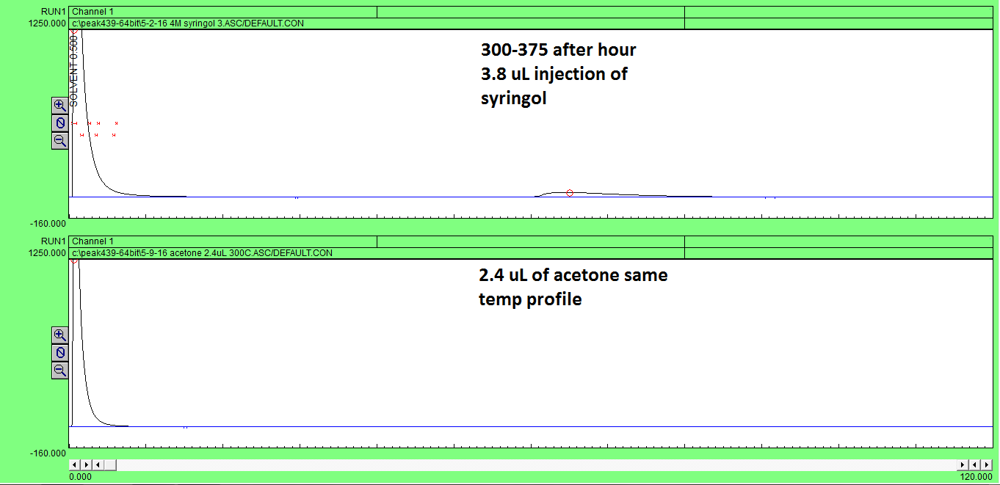 RUN1 Channel 1
1250.000 c:\peak439-64bit\5-2-16 4M syringol 3.ASC/DEFAULT.CON
SOLVENT 0.500
300-375 after hour
3.8 uL injection of
syringol
-160.000
RUN1 Channel 1
1250.000 c:\peak439-64bit\5-9-16 acetone 2.4uL 300C.ASC/DEFAULT.CON
2.4 uL of acetone same
temp profile
-160.000
0.000 120.000